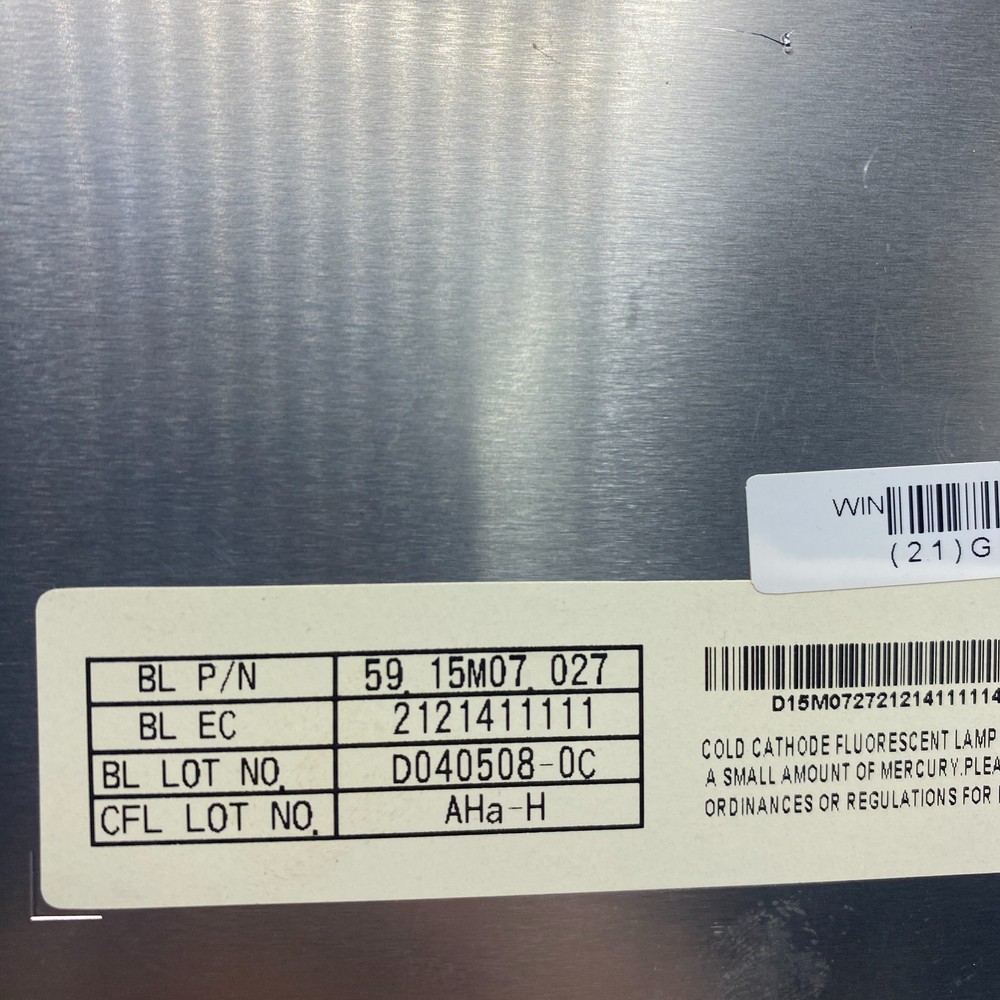 WIN
(21)G
BL P/N 59.15M07.027
BL EC 2121411111
BL LOT NO. D040508-0C
CFL LOT NO. AHa-H
D15M0727212141111114
COLD CATHODE FLUORESCENT LAMP
A SMALL AMOUNT OF MERCURY.PLEA
ORDINANCES OR REGULATIONS FOR